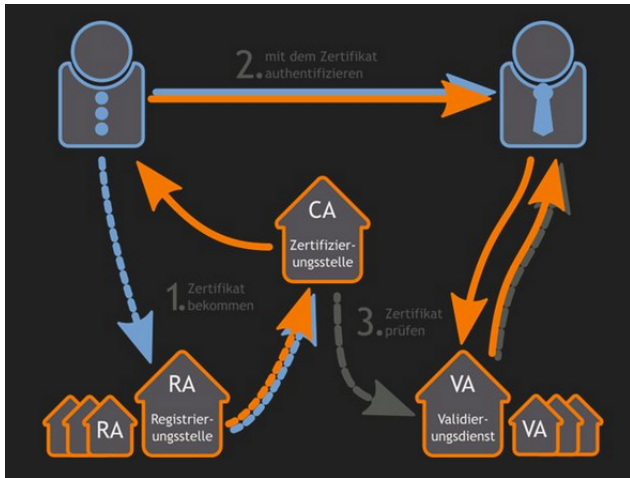 2. mit dem Zertifikat
authentifizieren
CA
Zertifizier-
ungsstelle
1. Zertifikat
bekommen
3. Zertifikat
prüfen
RA
RA
Registrier-
ungsstelle
VA
Validier-
ungsdienst
VA